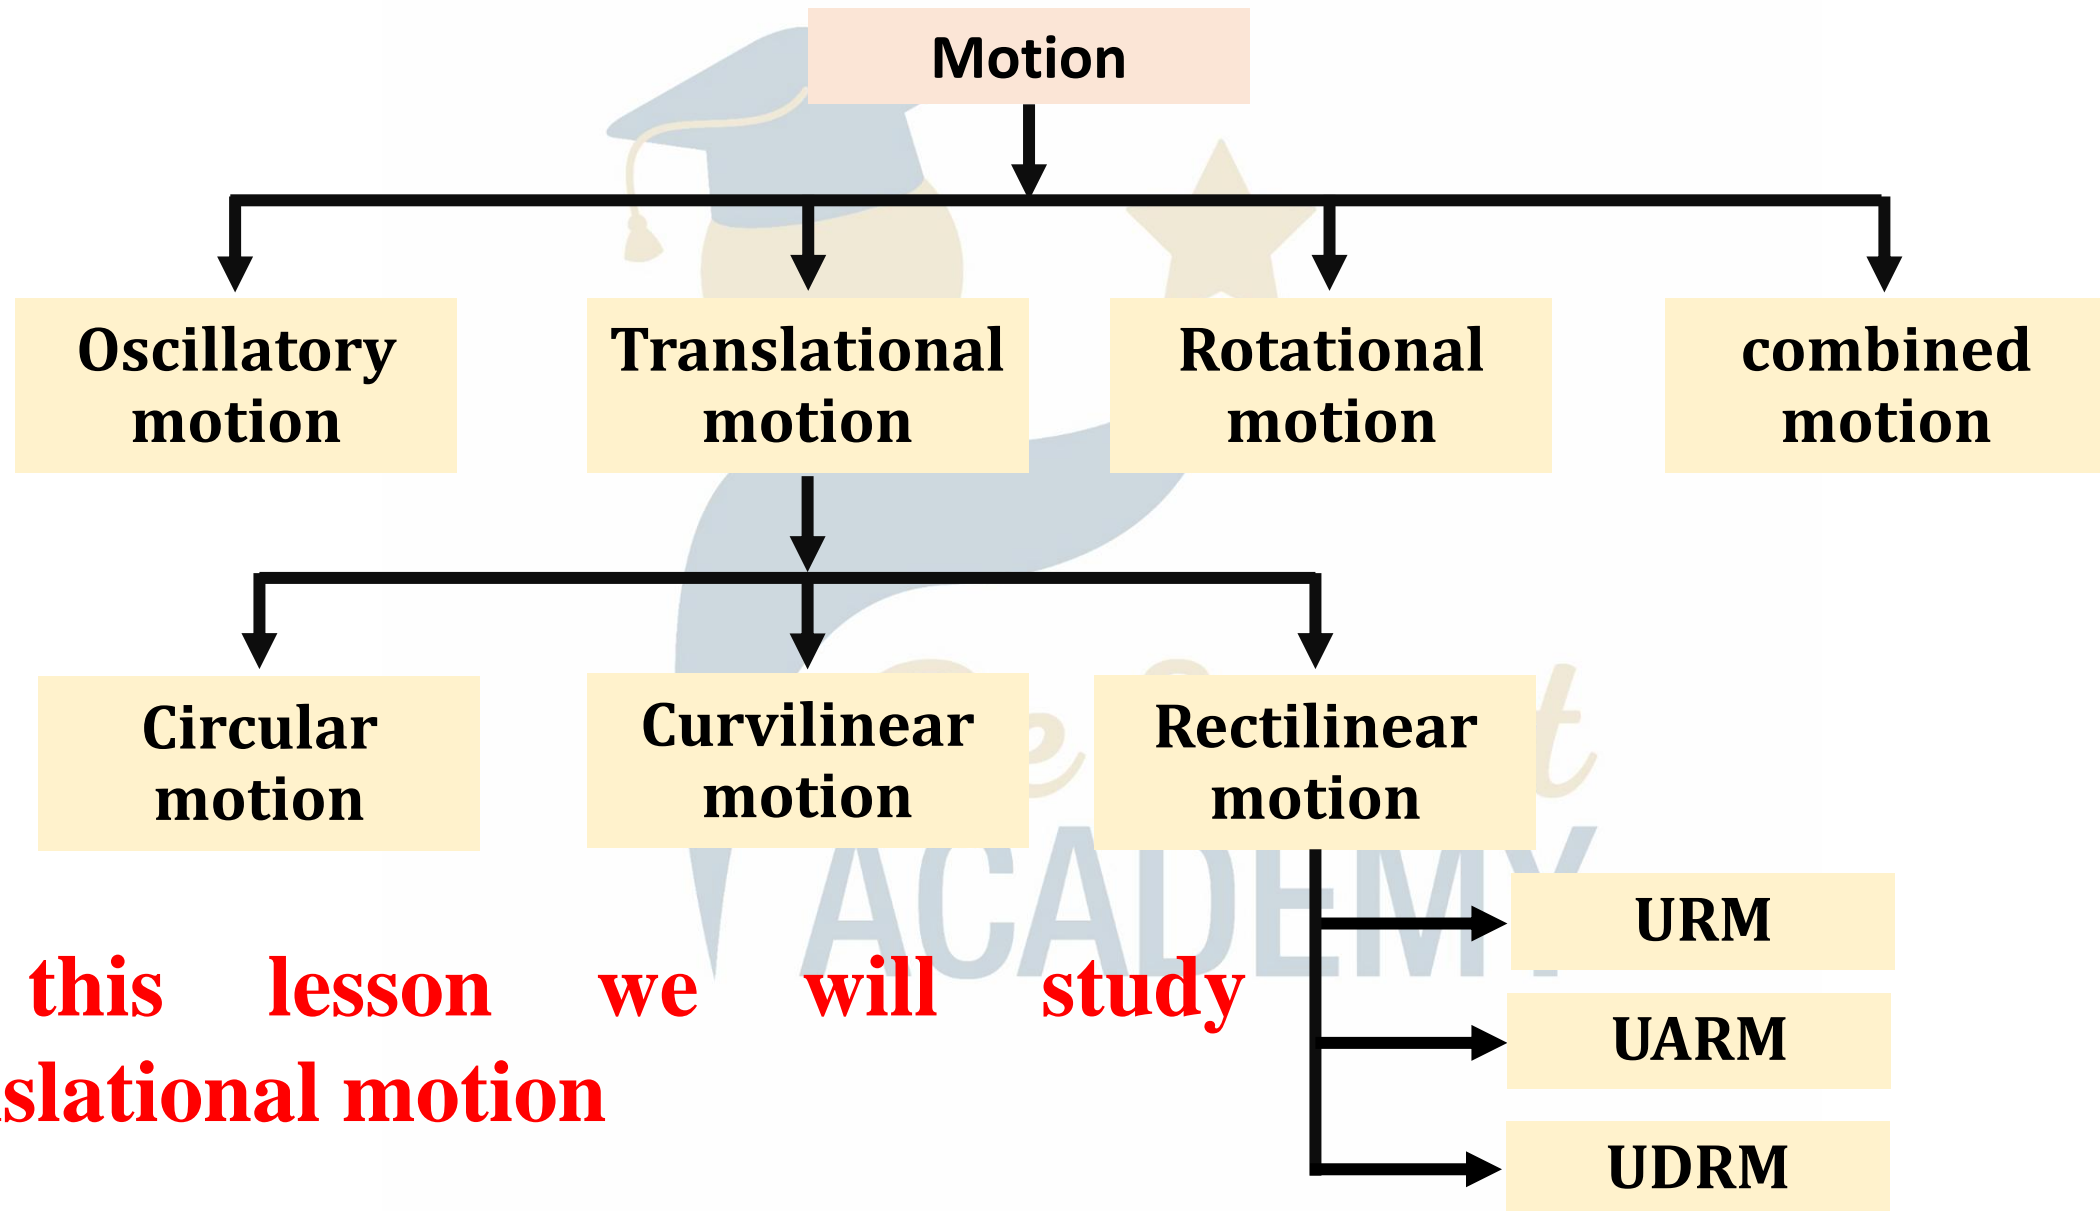 Motion
Oscillatory
motion
Translational
motion
Rotational
motion
combined
motion
Circular
motion
Curvilinear
motion
Rectilinear
motion
URM
UARM
UDRM
this lesson we will study
slational motion
ACADEMY